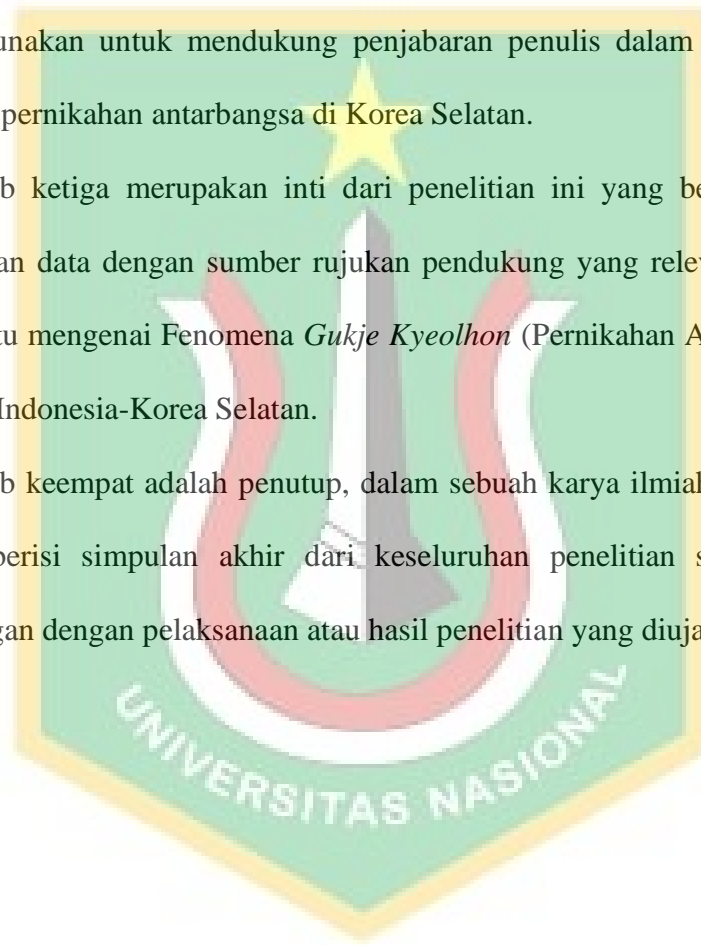 unakan untuk mendukung penjabaran penulis dalam
pernikahan antarbangsa di Korea Selatan.
b ketiga merupakan inti dari penelitian ini yang be
an data dengan sumber rujukan pendukung yang relev
tu mengenai Fenomena Gukje Kyeolhon (Pernikahan A
Indonesia-Korea Selatan.
b keempat adalah penutup, dalam sebuah karya ilmiah
berisi simpulan akhir dari keseluruhan penelitian s
gan dengan pelaksanaan atau hasil penelitian yang diuja
UNIVERSITAS NASIONAL